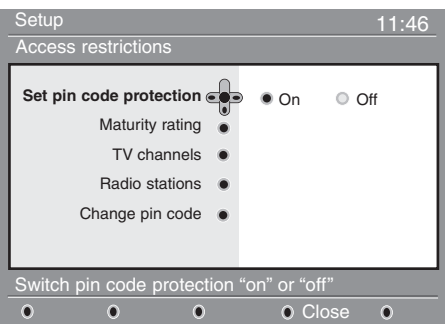 Setup 11:46
Access restrictions
Set pin code protection On Off
Maturity rating
TV channels
Radio stations
Change pin code
Switch pin code protection “on” or “off”
Close